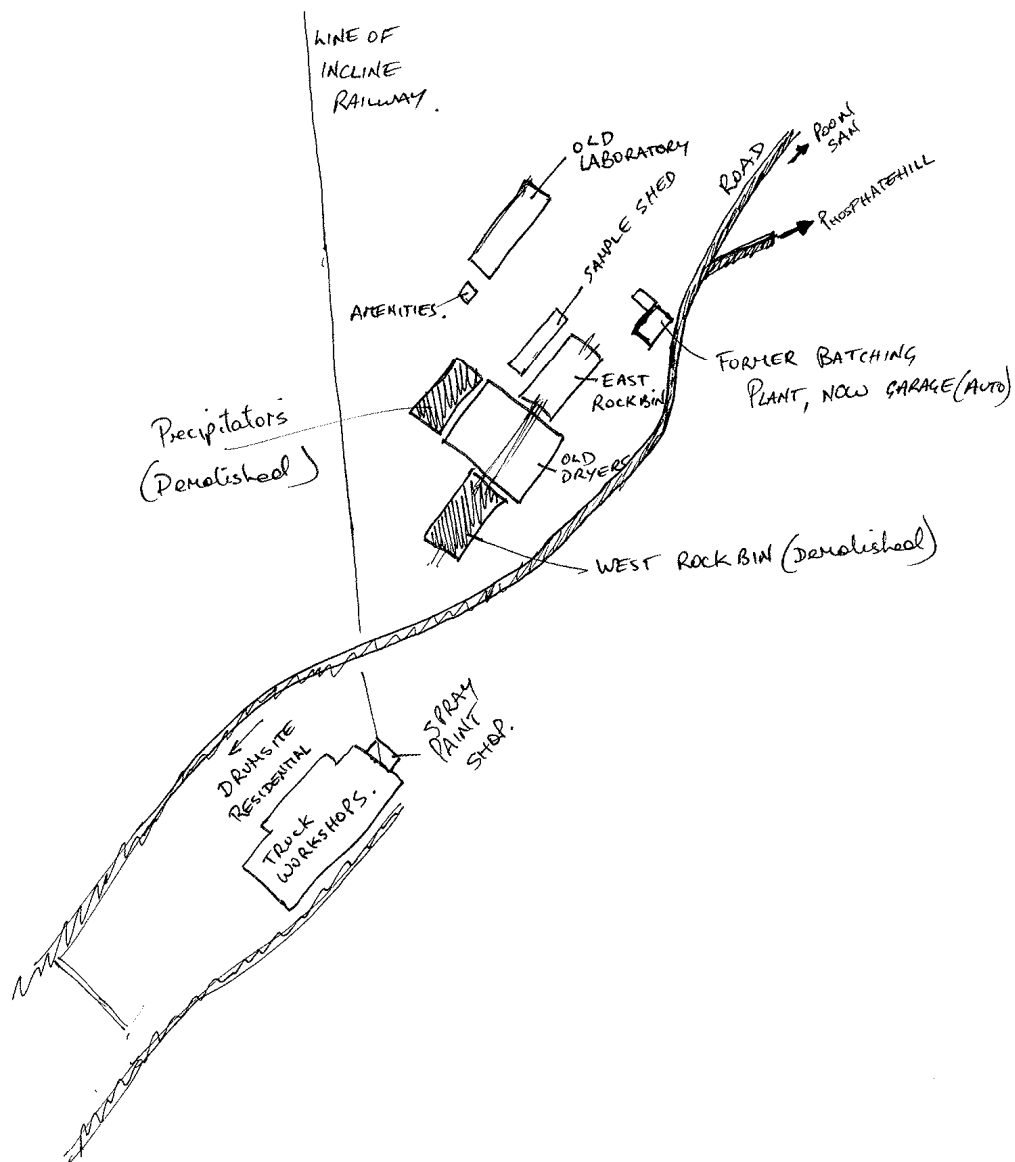 LINE OF
INCLINE
RAILWAY.
OLD
LABORATORY
SAMPLE SHED
ROAD
POON
SAN
PHOSPHATEHILL
AMENITIES.
FORMER BATCHING
PLANT, NOW GARAGE (AUTO)
EAST
ROCKBIN
Precipitators
(Demolished)
OLD
DRYERS
WEST ROCK BIN (Demolished)
SPRAY
PAINT
SHOP.
DRUMSITE
RESIDENTIAL
TRUCK
WORKSHOPS.